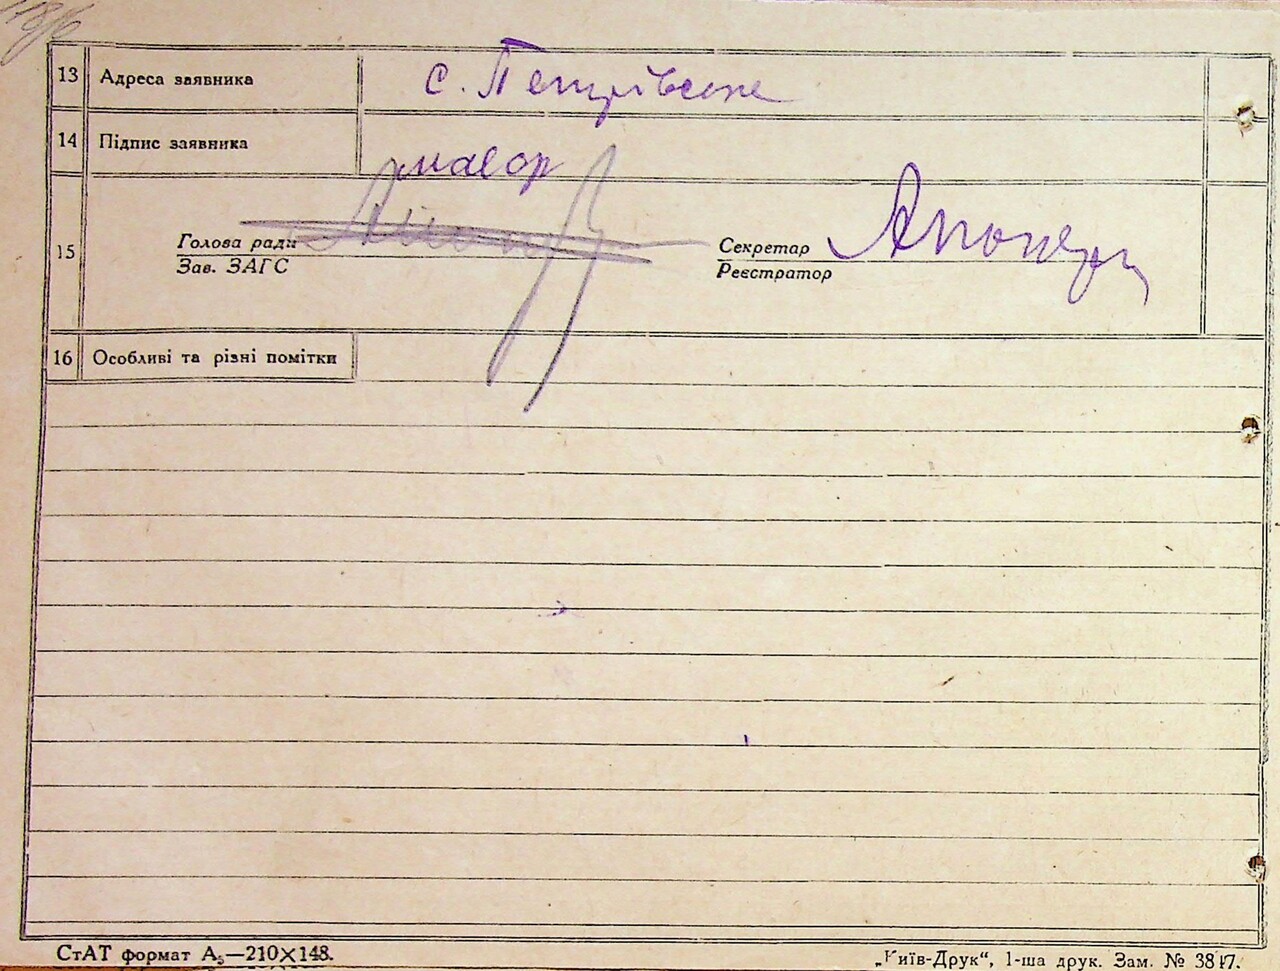 13 Адреса заявника с. Петрівське
14 Підпис заявника
15 Голова ради Секретар
Зав. ЗАГС Реєстратор
16 Особливі та різні помітки
СтАТ формат А5—210×148. „Київ-Друк“, 1-ша друк. Зам. № 3817.